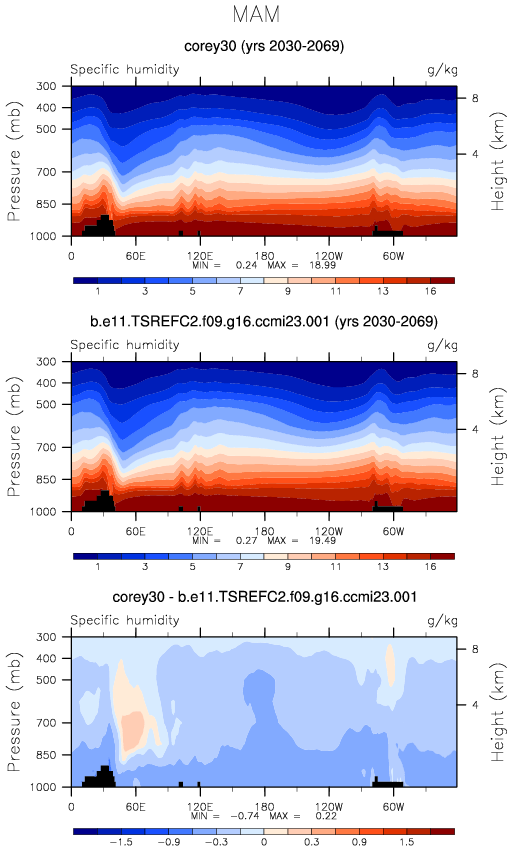 MAM
corey30 (yrs 2030-2069)
Specific humidity g/kg
300
400
500
700
850
1000
Pressure (mb)
8
4
Height (km)
0 60E 120E 180 120W 60W
MIN = 0.24 MAX = 18.99
1 3 5 7 9 11 13 16
b.e11.TSREFC2.f09.g16.ccmi23.001 (yrs 2030-2069)
Specific humidity g/kg
300
400
500
700
850
1000
Pressure (mb)
8
4
Height (km)
0 60E 120E 180 120W 60W
MIN = 0.27 MAX = 19.49
1 3 5 7 9 11 13 16
corey30 - b.e11.TSREFC2.f09.g16.ccmi23.001
Specific humidity g/kg
300
400
500
700
850
1000
Pressure (mb)
8
4
Height (km)
0 60E 120E 180 120W 60W
MIN = -0.74 MAX = 0.22
-1.5 -0.9 -0.3 0 0.3 0.9 1.5